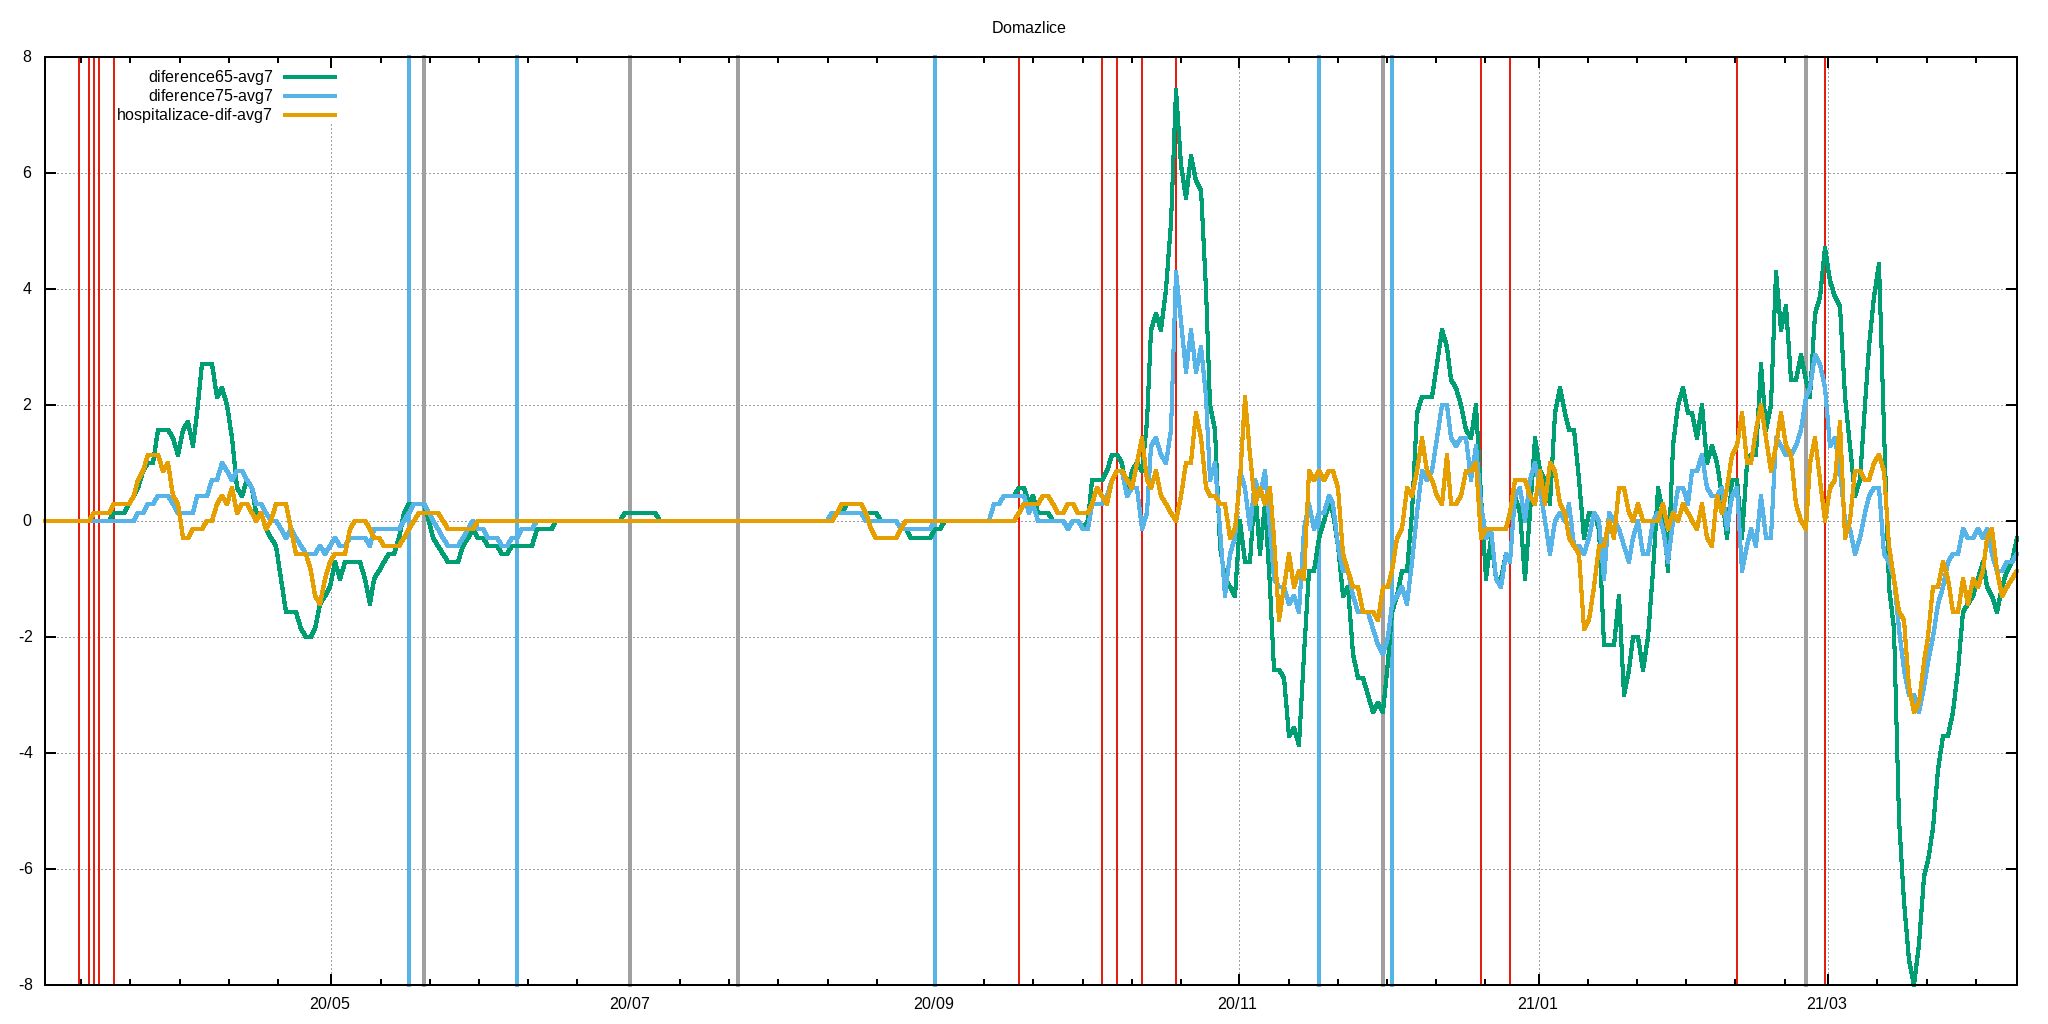 Domazlice
diference65-avg7
diference75-avg7
hospitalizace-dif-avg7
8
6
4
2
0
-2
-4
-6
-8
20/05 20/07 20/09 20/11 21/01 21/03